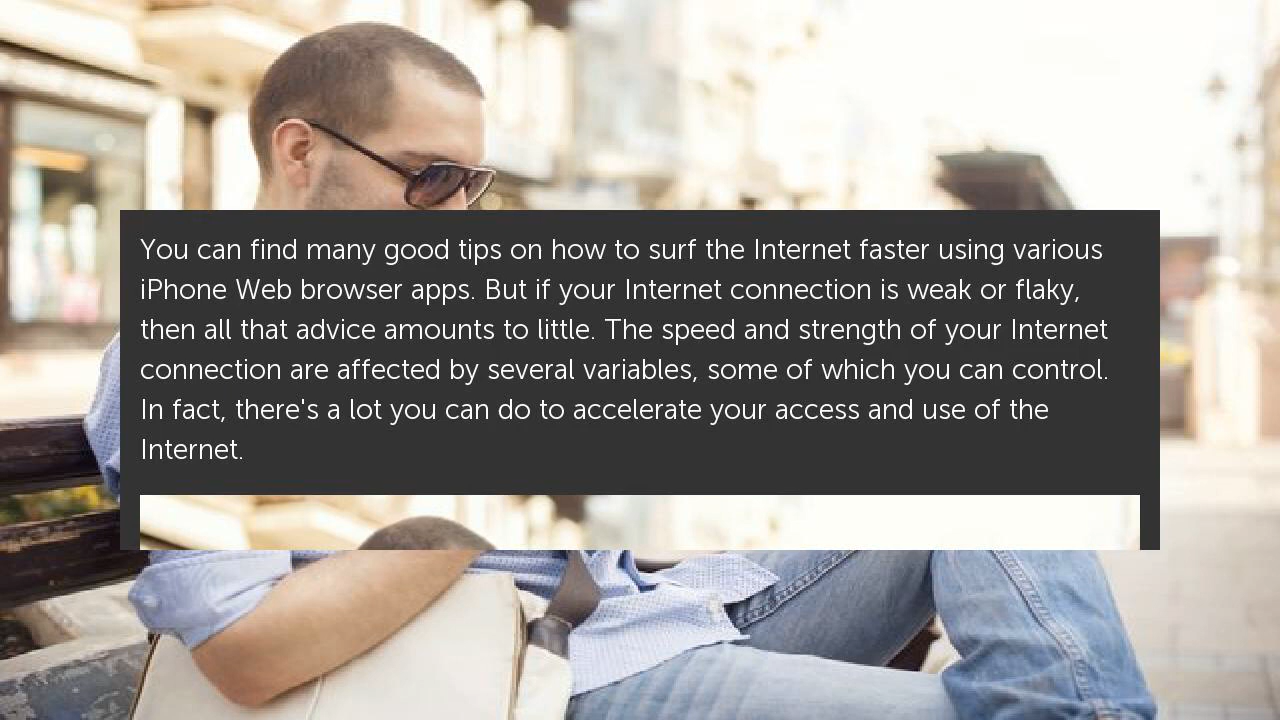 You can find many good tips on how to surf the Internet faster using various
iPhone Web browser apps. But if your Internet connection is weak or flaky,
then all that advice amounts to little. The speed and strength of your Internet
connection are affected by several variables, some of which you can control.
In fact, there's a lot you can do to accelerate your access and use of the
Internet.